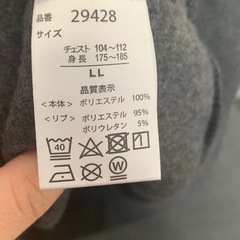 品番 29428
サイズ
チェスト 104~112
身長 175~185
LL
品質表示
<本体> ポリエステル 100%
<リブ> ポリエステル 95%
ポリウレタン 5%
40
W